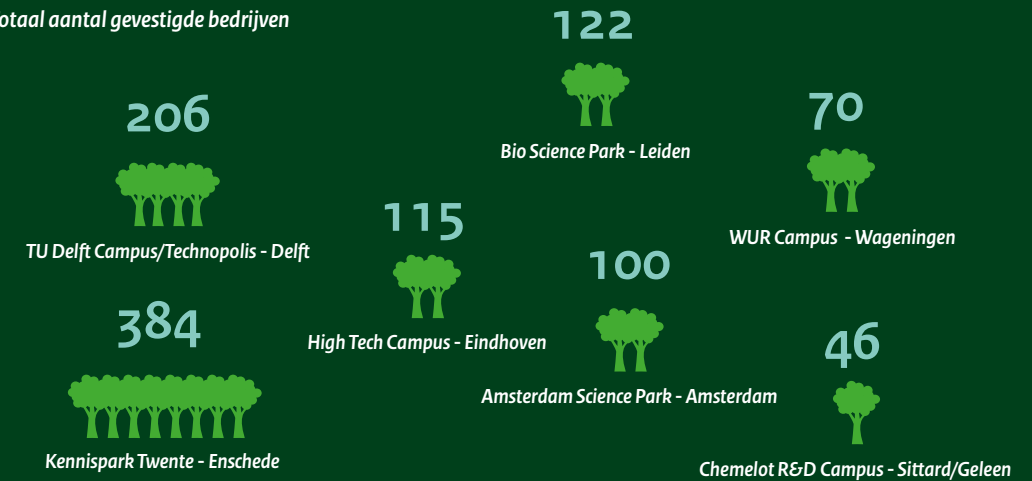 otaal aantal gevestigde bedrijven
122
Bio Science Park - Leiden
206
TU Delft Campus/Technopolis - Delft
70
WUR Campus - Wageningen
115
High Tech Campus - Eindhoven
100
Amsterdam Science Park - Amsterdam
384
Kennispark Twente - Enschede
46
Chemelot R&D Campus - Sittard/Geleen